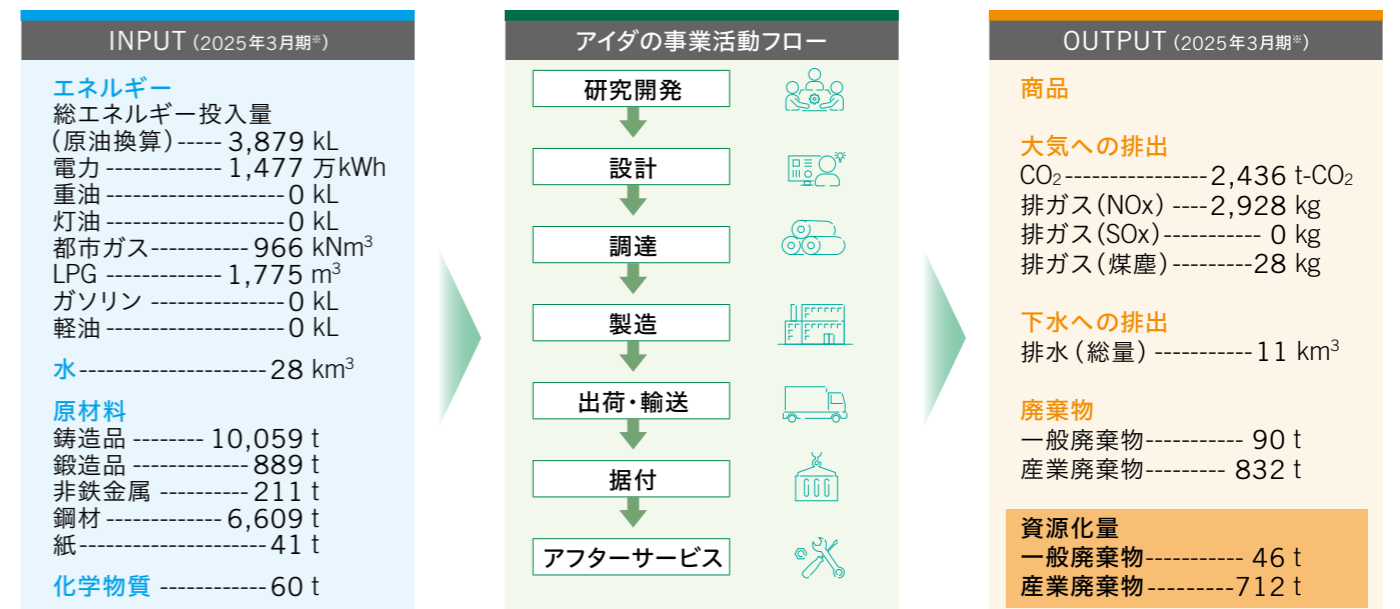 INPUT (2025年3月期※)
エネルギー
総エネルギー投入量
(原油換算)----- 3,879 kL
電力 ------------- 1,477 万kWh
重油 --------------------0 kL
灯油 --------------------0 kL
都市ガス----------- 966 kNm³
LPG ------------- 1,775 m³
ガソリン ---------------0 kL
軽油 --------------------0 kL
水---------------------28 km³
原材料
鋳造品 -------- 10,059 t
鍛造品 -------------889 t
非鉄金属 ----------211 t
鋼材 ------------- 6,609 t
紙---------------------41 t
化学物質 ------------60 t
アイダの事業活動フロー
研究開発
設計
調達
製造
出荷・輸送
据付
アフターサービス
OUTPUT (2025年3月期※)
商品
大気への排出
CO₂----------------2,436 t-CO₂
排ガス(NOx) ----2,928 kg
排ガス(SOx)----------- 0 kg
排ガス(煤塵)---------28 kg
下水への排出
排水(総量) -----------11 km³
廃棄物
一般廃棄物----------- 90 t
産業廃棄物--------- 832 t
資源化量
一般廃棄物----------- 46 t
産業廃棄物---------712 t